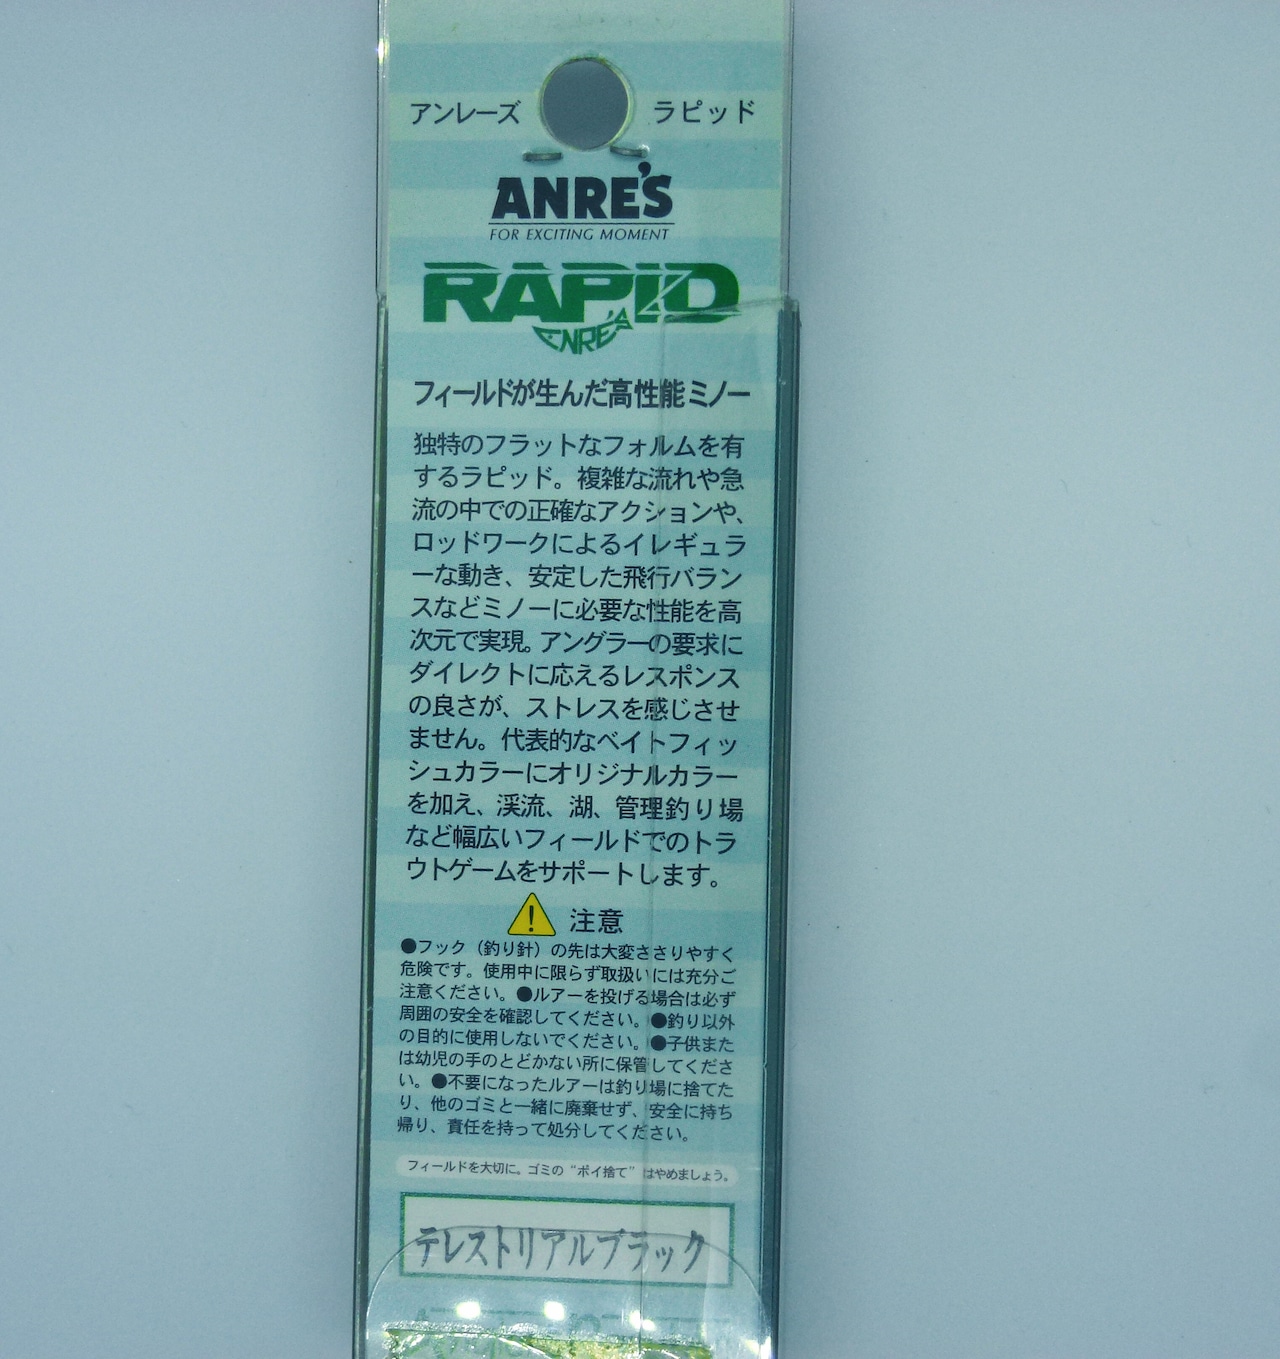 アンレーズ ラピッド
ANRE'S
FOR EXCITING MOMENT
RAPiD
ENRE'S
フィールドが生んだ高性能ミノー
独特のフラットなフォルムを有
するラピッド。複雑な流れや急
流の中での正確なアクションや、
ロッドワークによるイレギュラ
ーな動き、安定した飛行バラン
スなどミノーに必要な性能を高
次元で実現。アングラーの要求に
ダイレクトに応えるレスポンス
の良さが、ストレスを感じさせ
ません。代表的なベイトフィッ
シュカラーにオリジナルカラー
を加え、渓流、湖、管理釣り場
など幅広いフィールドでのトラ
ウトゲームをサポートします。
注意
●フック（釣り針）の先は大変ささりやすく
危険です。使用中に限らず取扱いには充分ご
注意ください。●ルアーを投げる場合は必ず
周囲の安全を確認してください。●釣り以外
の目的に使用しないでください。●子供また
は幼児の手のとどかない所に保管してくださ
い。●不要になったルアーは釣り場に捨てた
り、他のゴミと一緒に廃棄せず、安全に持ち
帰り、責任を持って処分してください。
フィールドを大切に。ゴミの“ポイ捨て”はやめましょう。
テレストリアルブラック